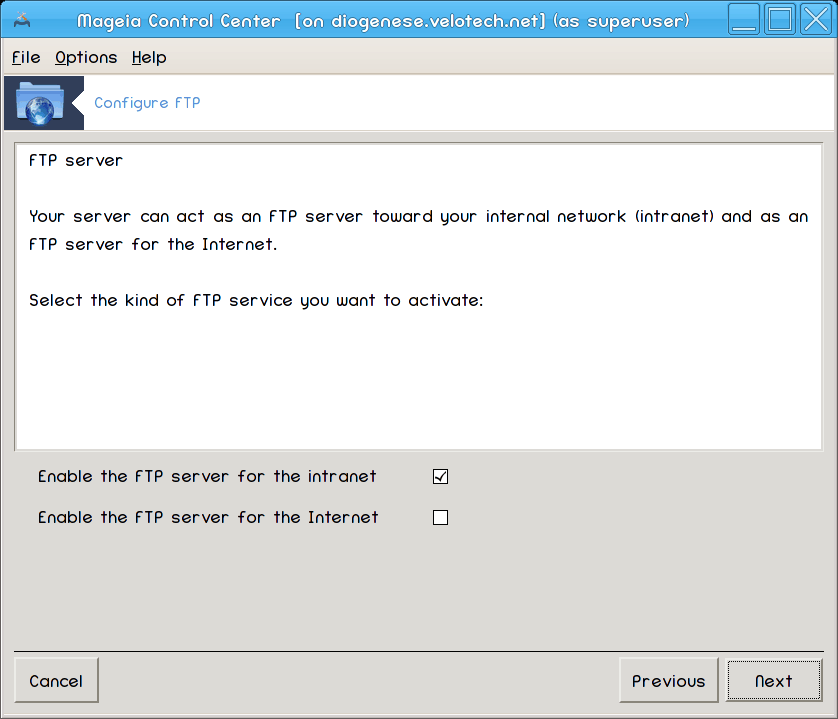 Mageia Control Center [on diogenese.velotech.net] (as superuser)
File Options Help
Configure FTP
FTP server
Your server can act as an FTP server toward your internal network (intranet) and as an
FTP server for the Internet.
Select the kind of FTP service you want to activate:
Enable the FTP server for the intranet
Enable the FTP server for the Internet
Cancel Previous Next